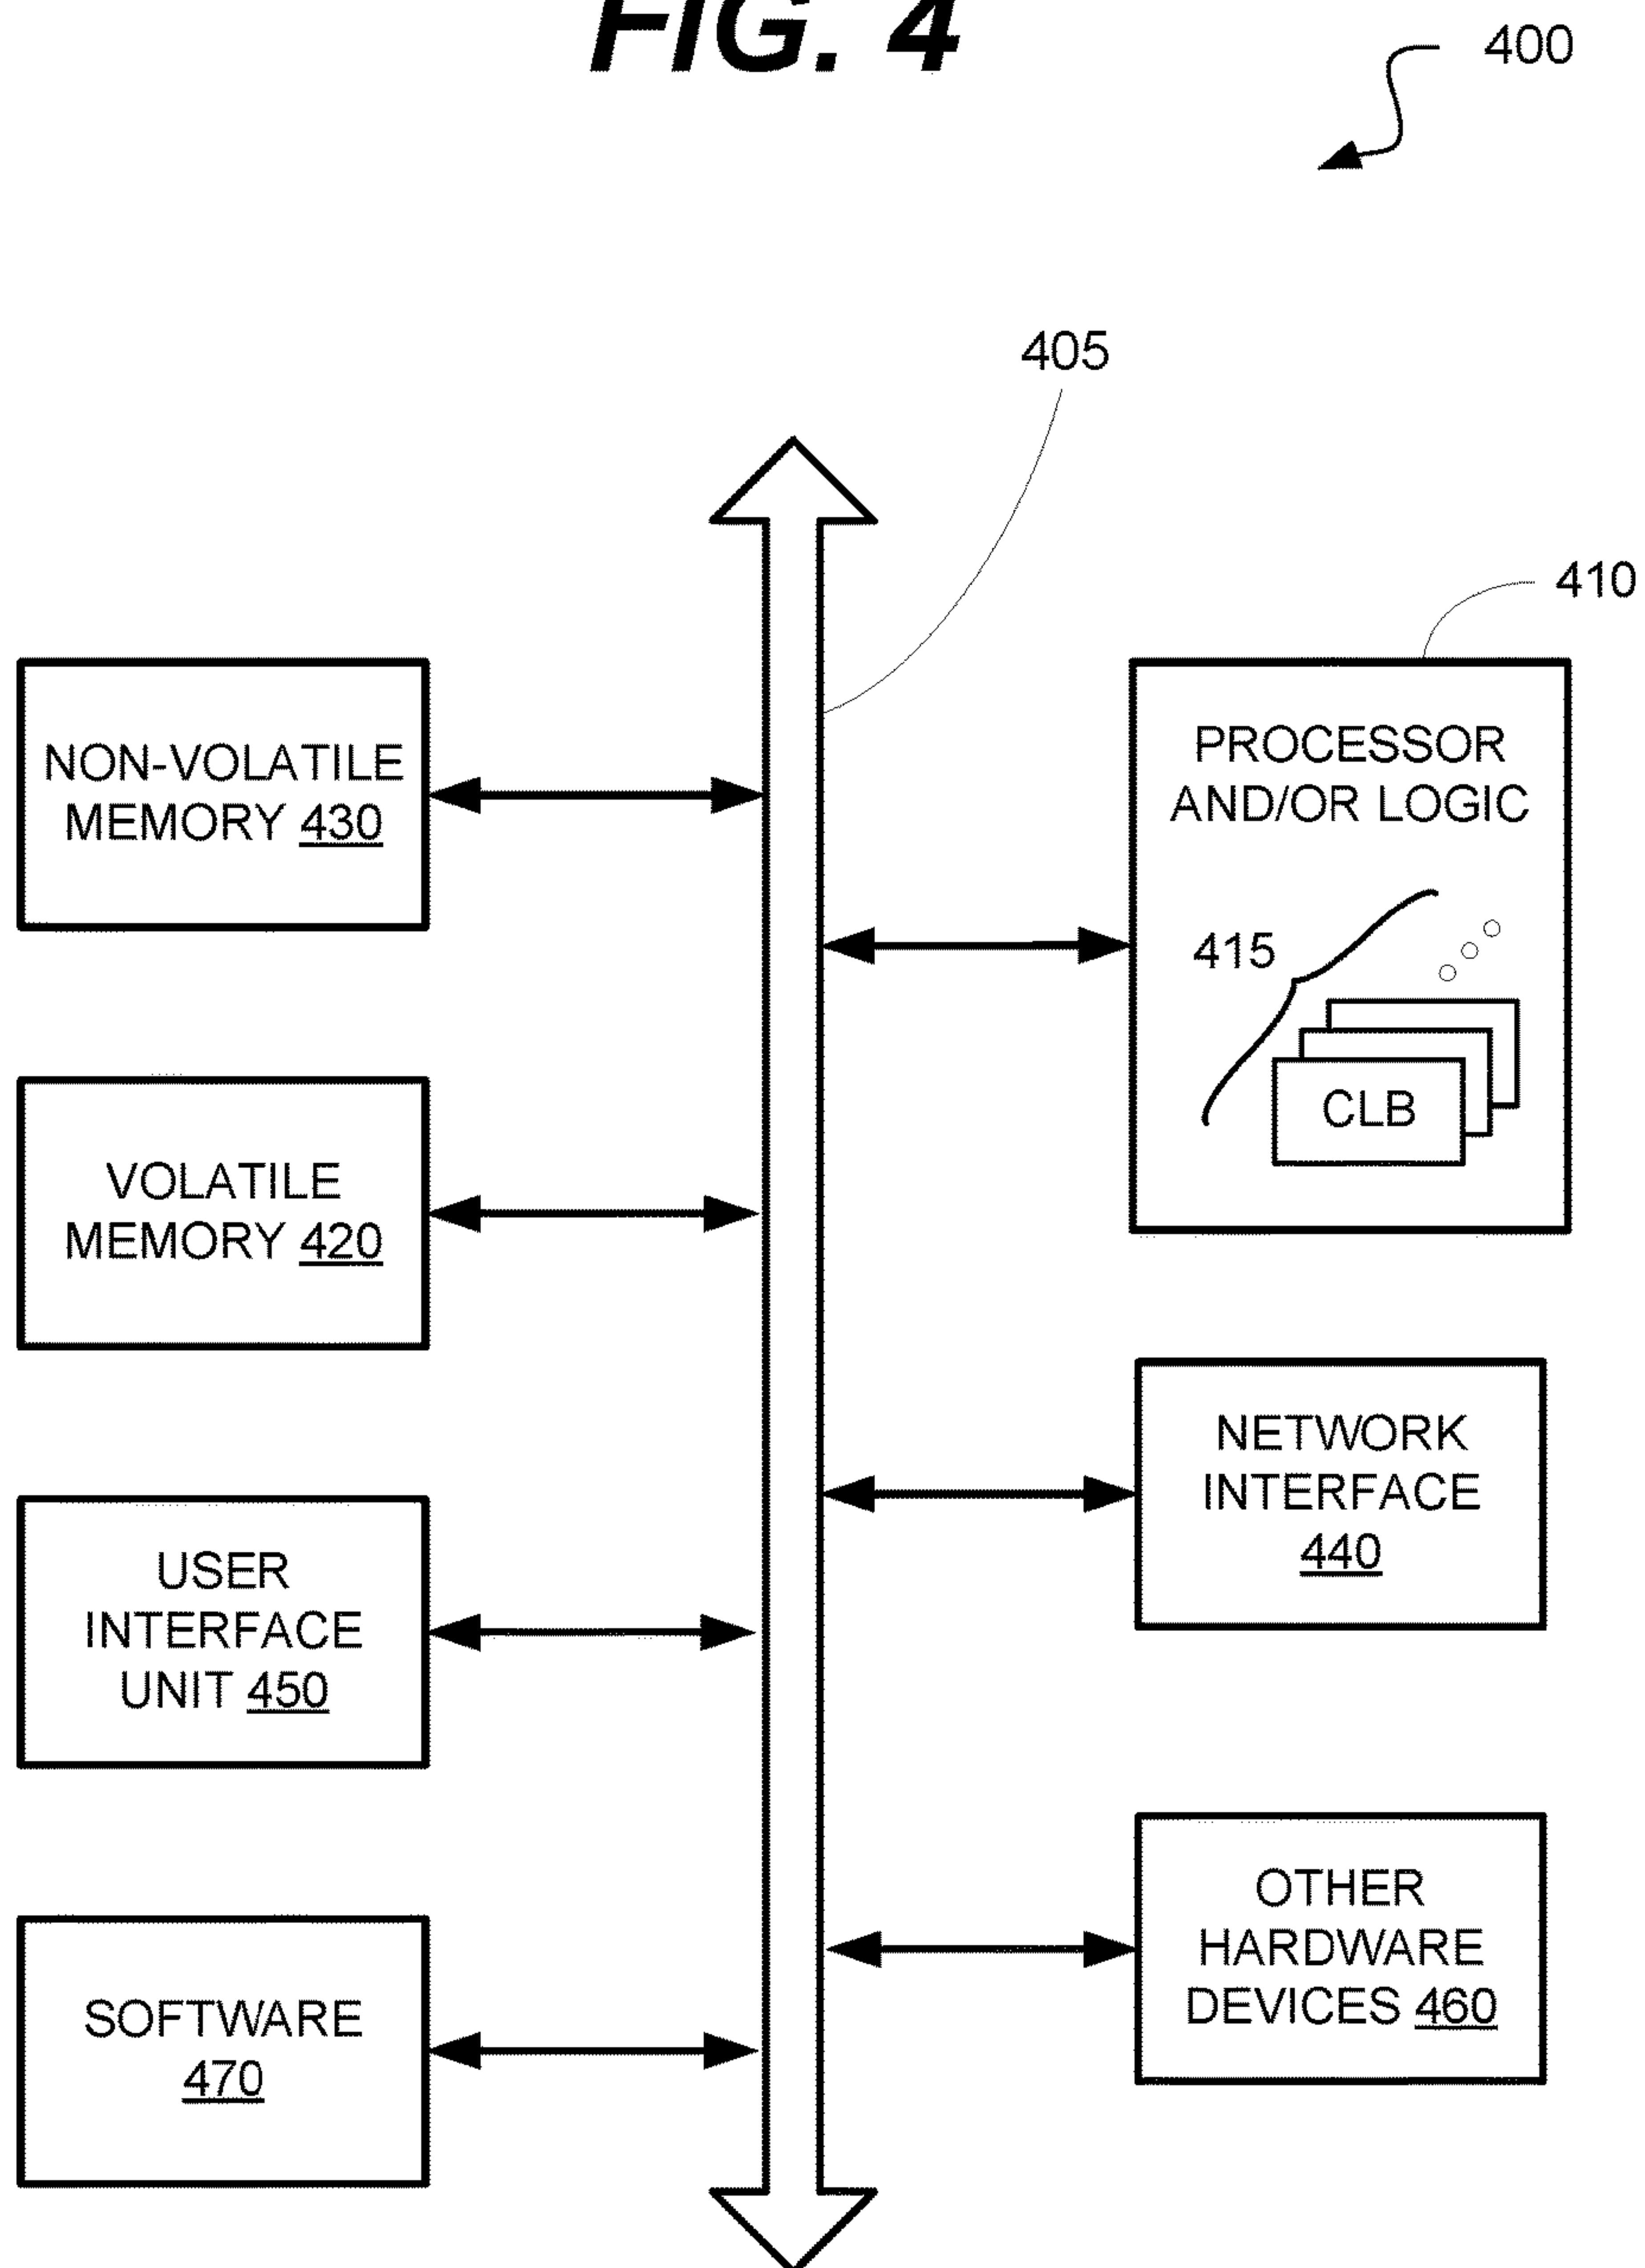 FIG. 4
400
405
410
NON-VOLATILE
MEMORY 430
PROCESSOR
AND/OR LOGIC
415
CLB
VOLATILE
MEMORY 420
NETWORK
INTERFACE
440
USER
INTERFACE
UNIT 450
OTHER
HARDWARE
DEVICES 460
SOFTWARE
470